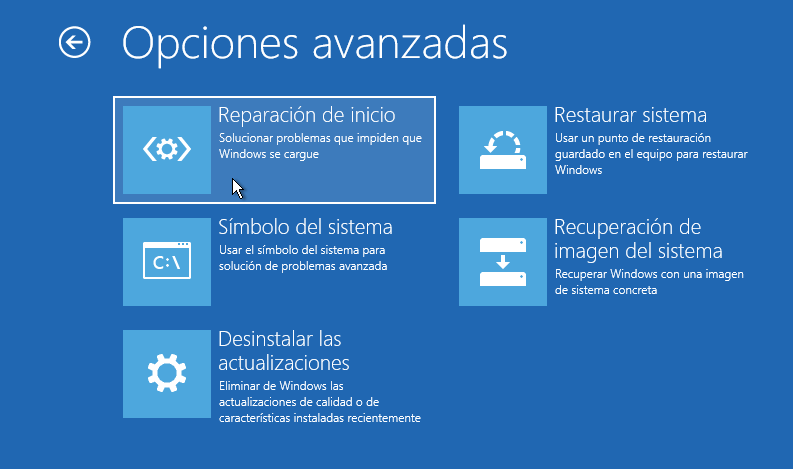 Opciones avanzadas
Reparación de inicio
Solucionar problemas que impiden que
Windows se cargue
Símbolo del sistema
Usar el símbolo del sistema para
solución de problemas avanzada
C:\
Desinstalar las
actualizaciones
Eliminar de Windows las
actualizaciones de calidad o de
características instaladas recientemente
Restaurar sistema
Usar un punto de restauración
guardado en el equipo para restaurar
Windows
Recuperación de
imagen del sistema
Recuperar Windows con una imagen
de sistema concreta